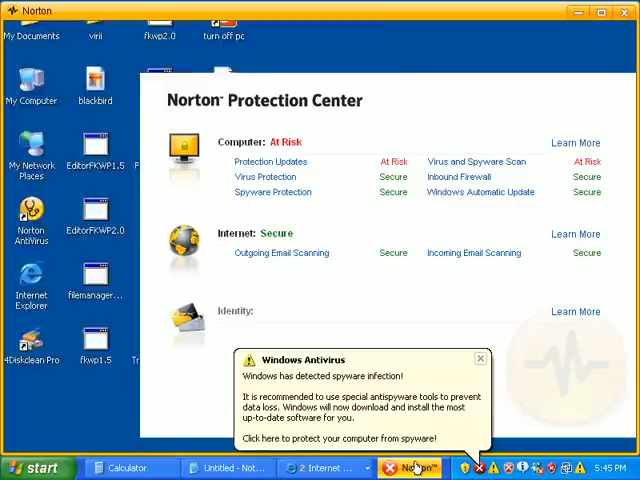 Norton
My Documents
virii
fkwp2.0
turn off pc
My Computer
blackbird
My Network Places
EditorFKWP1.5
Norton AntiVirus
EditorFKWP2.0
Internet Explorer
filemanager...
4Diskclean Pro
fkwp1.5
Norton™ Protection Center
Computer: At Risk
Learn More
Protection Updates At Risk Virus and Spyware Scan At Risk
Virus Protection Secure Inbound Firewall Secure
Spyware Protection Secure Windows Automatic Update Secure
Internet: Secure
Learn More
Outgoing Email Scanning Secure Incoming Email Scanning Secure
Identity:
Learn More
Windows Antivirus
Windows has detected spyware infection!
It is recommended to use special antispyware tools to prevent
data loss. Windows will now download and install the most
up-to-date software for you.
Click here to protect your computer from spyware!
start Calculator Untitled - Not... 2 Internet ... Norton™ 5:45 PM